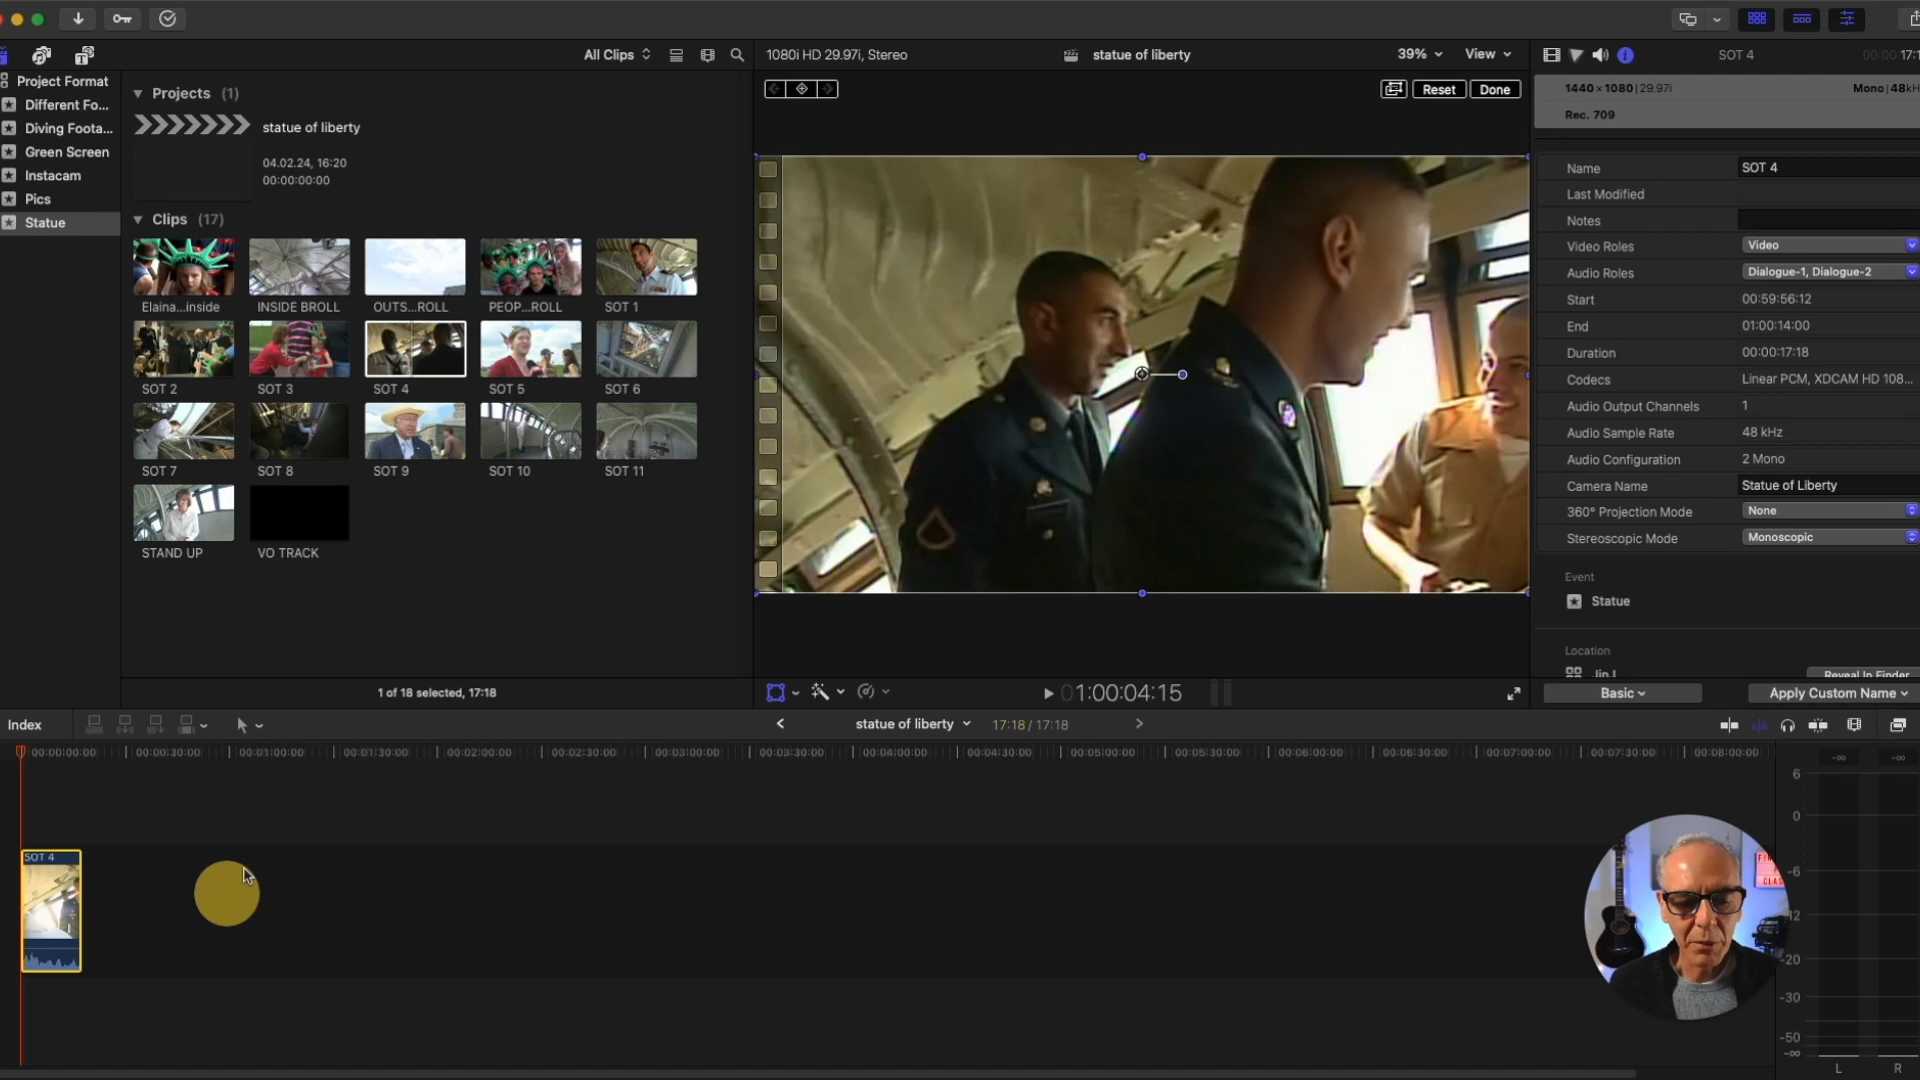 All Clips
1080i HD 29.97i, Stereo
statue of liberty
39%
View
SOT 4
00:00:17:1
Project Format
Different Fo...
Diving Foota...
Green Screen
Instacam
Pics
Statue
Projects (1)
statue of liberty
04.02.24, 16:20
00:00:00:00
Clips (17)
Elaina...inside
INSIDE BROLL
OUTS...ROLL
PEOP...ROLL
SOT 1
SOT 2
SOT 3
SOT 4
SOT 5
SOT 6
SOT 7
SOT 8
SOT 9
SOT 10
SOT 11
STAND UP
VO TRACK
1 of 18 selected, 17:18
Reset
Done
01:00:04:15
1440 × 1080 | 29.97i
Mono | 48kH
Rec. 709
Name
SOT 4
Last Modified
Notes
Video Roles
Video
Audio Roles
Dialogue-1, Dialogue-2
Start
00:59:56:12
End
01:00:14:00
Duration
00:00:17:18
Codecs
Linear PCM, XDCAM HD 108...
Audio Output Channels
1
Audio Sample Rate
48 kHz
Audio Configuration
2 Mono
Camera Name
Statue of Liberty
360° Projection Mode
None
Stereoscopic Mode
Monoscopic
Event
Statue
Location
Reveal In Finder
Basic
Apply Custom Name
Index
statue of liberty
17:18 / 17:18
00:00:00:00
00:00:30:00
00:01:00:00
00:01:30:00
00:02:00:00
00:02:30:00
00:03:00:00
00:03:30:00
00:04:00:00
00:04:30:00
00:05:00:00
00:05:30:00
00:06:00:00
00:06:30:00
00:07:00:00
00:07:30:00
00:08:00:00
SOT 4
6
0
-6
-12
-20
-30
-50
-∞
-∞
-∞
L
R